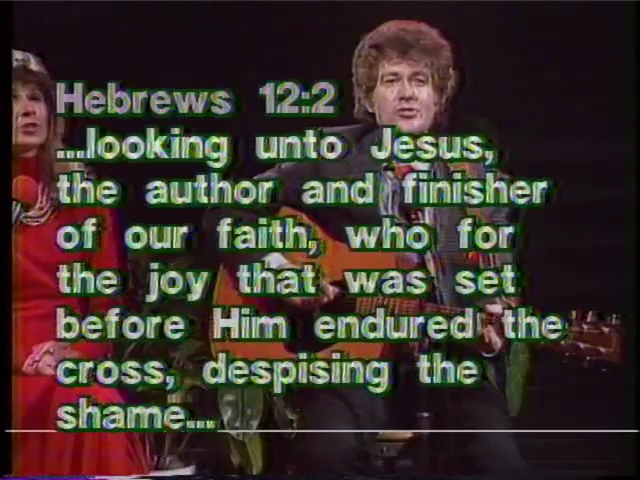 Hebrews 12:2
...looking unto Jesus,
the author and finisher
of our faith, who for
the joy that was set
before Him endured the
cross, despising the
shame...